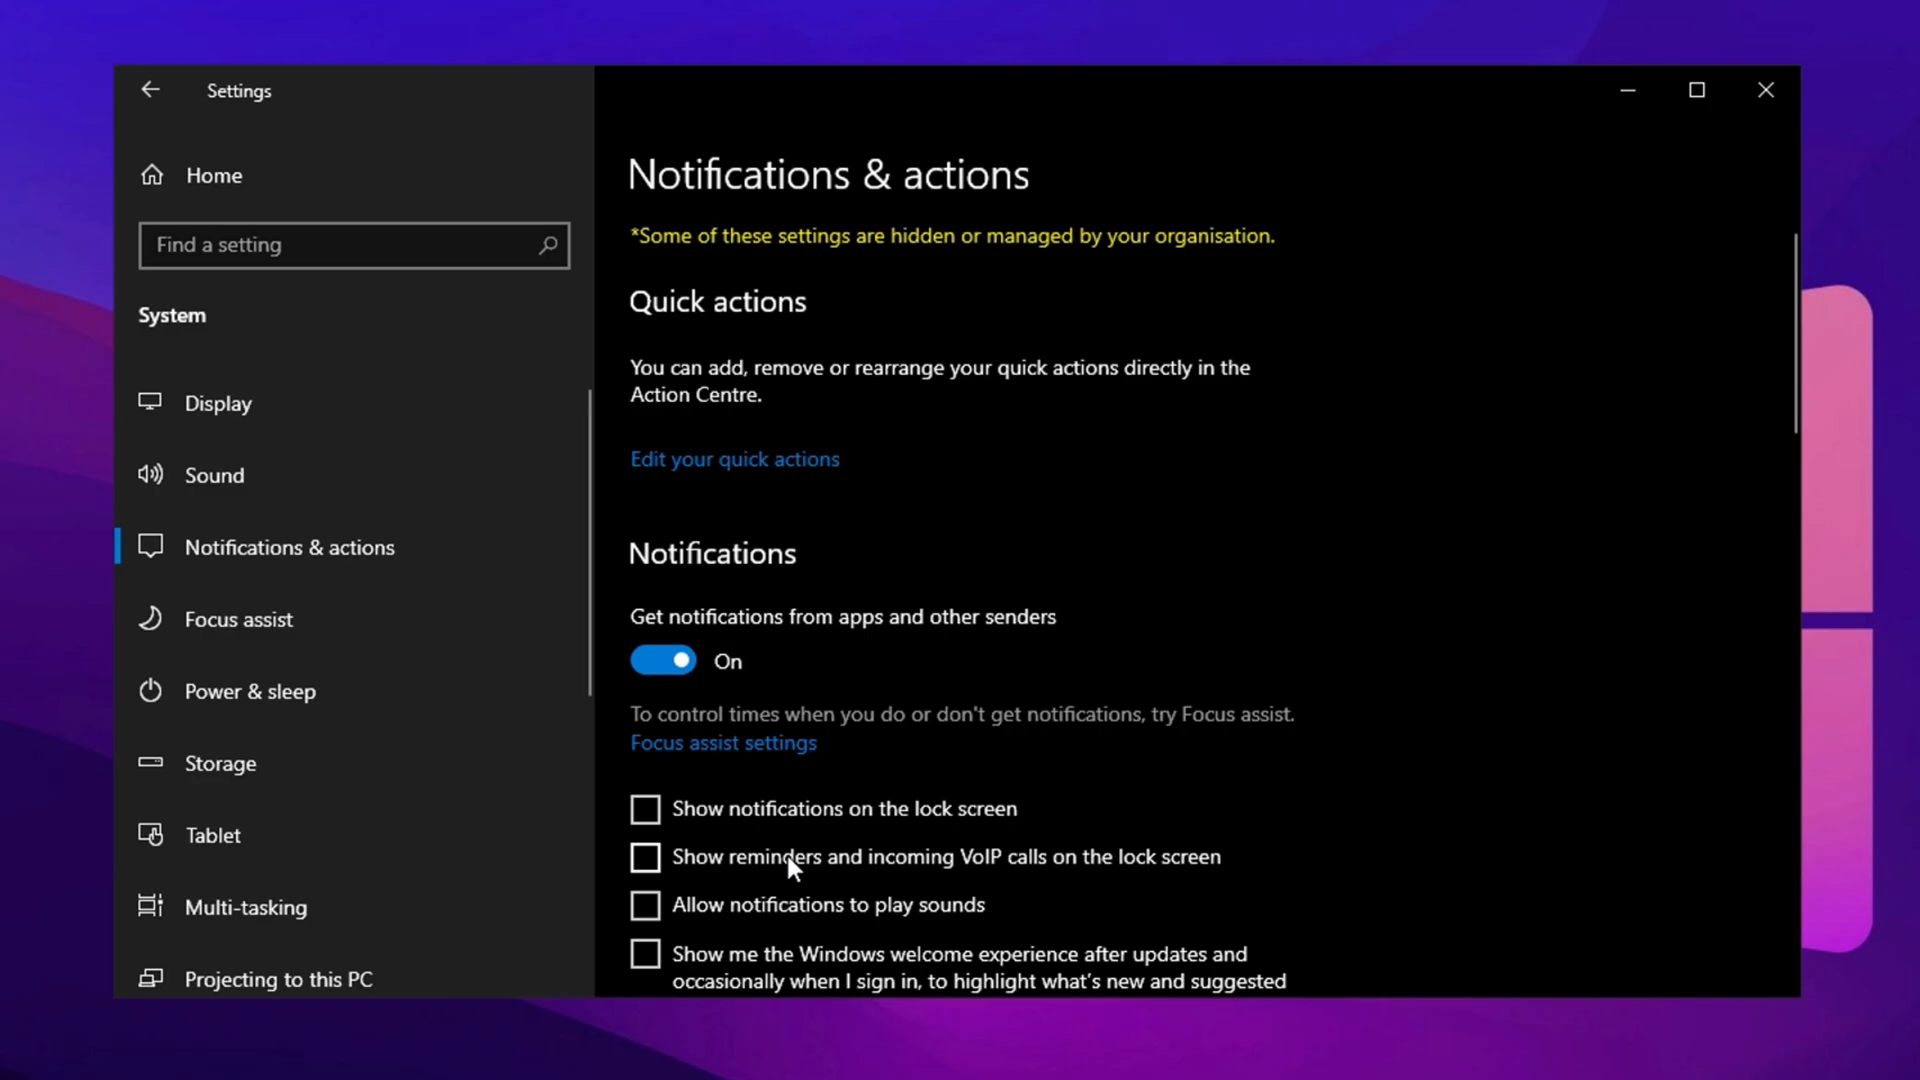 Settings
Home
Find a setting
System
Display
Sound
Notifications & actions
Focus assist
Power & sleep
Storage
Tablet
Multi-tasking
Projecting to this PC
Notifications & actions
*Some of these settings are hidden or managed by your organisation.
Quick actions
You can add, remove or rearrange your quick actions directly in the
Action Centre.
Edit your quick actions
Notifications
Get notifications from apps and other senders
On
To control times when you do or don't get notifications, try Focus assist.
Focus assist settings
Show notifications on the lock screen
Show reminders and incoming VoIP calls on the lock screen
Allow notifications to play sounds
Show me the Windows welcome experience after updates and
occasionally when I sign in, to highlight what's new and suggested